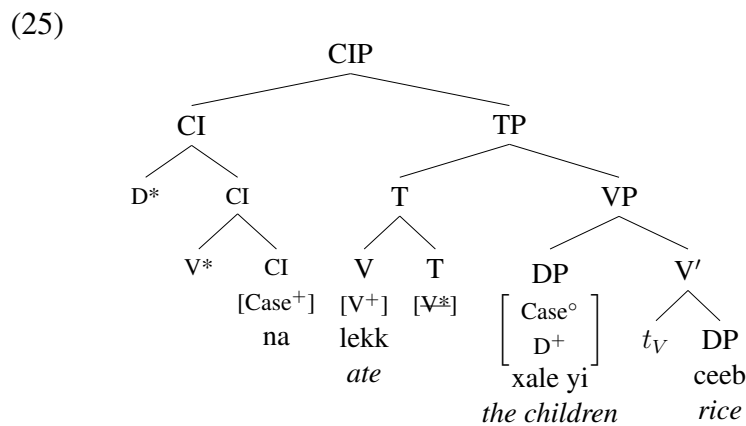 (25)
CIP
CI TP
D* CI T VP
V* CI V T DP V′
[Case⁺] [V⁺] [V*] [Case° D⁺] t_V DP
na lekk xale yi ceeb
ate the children rice